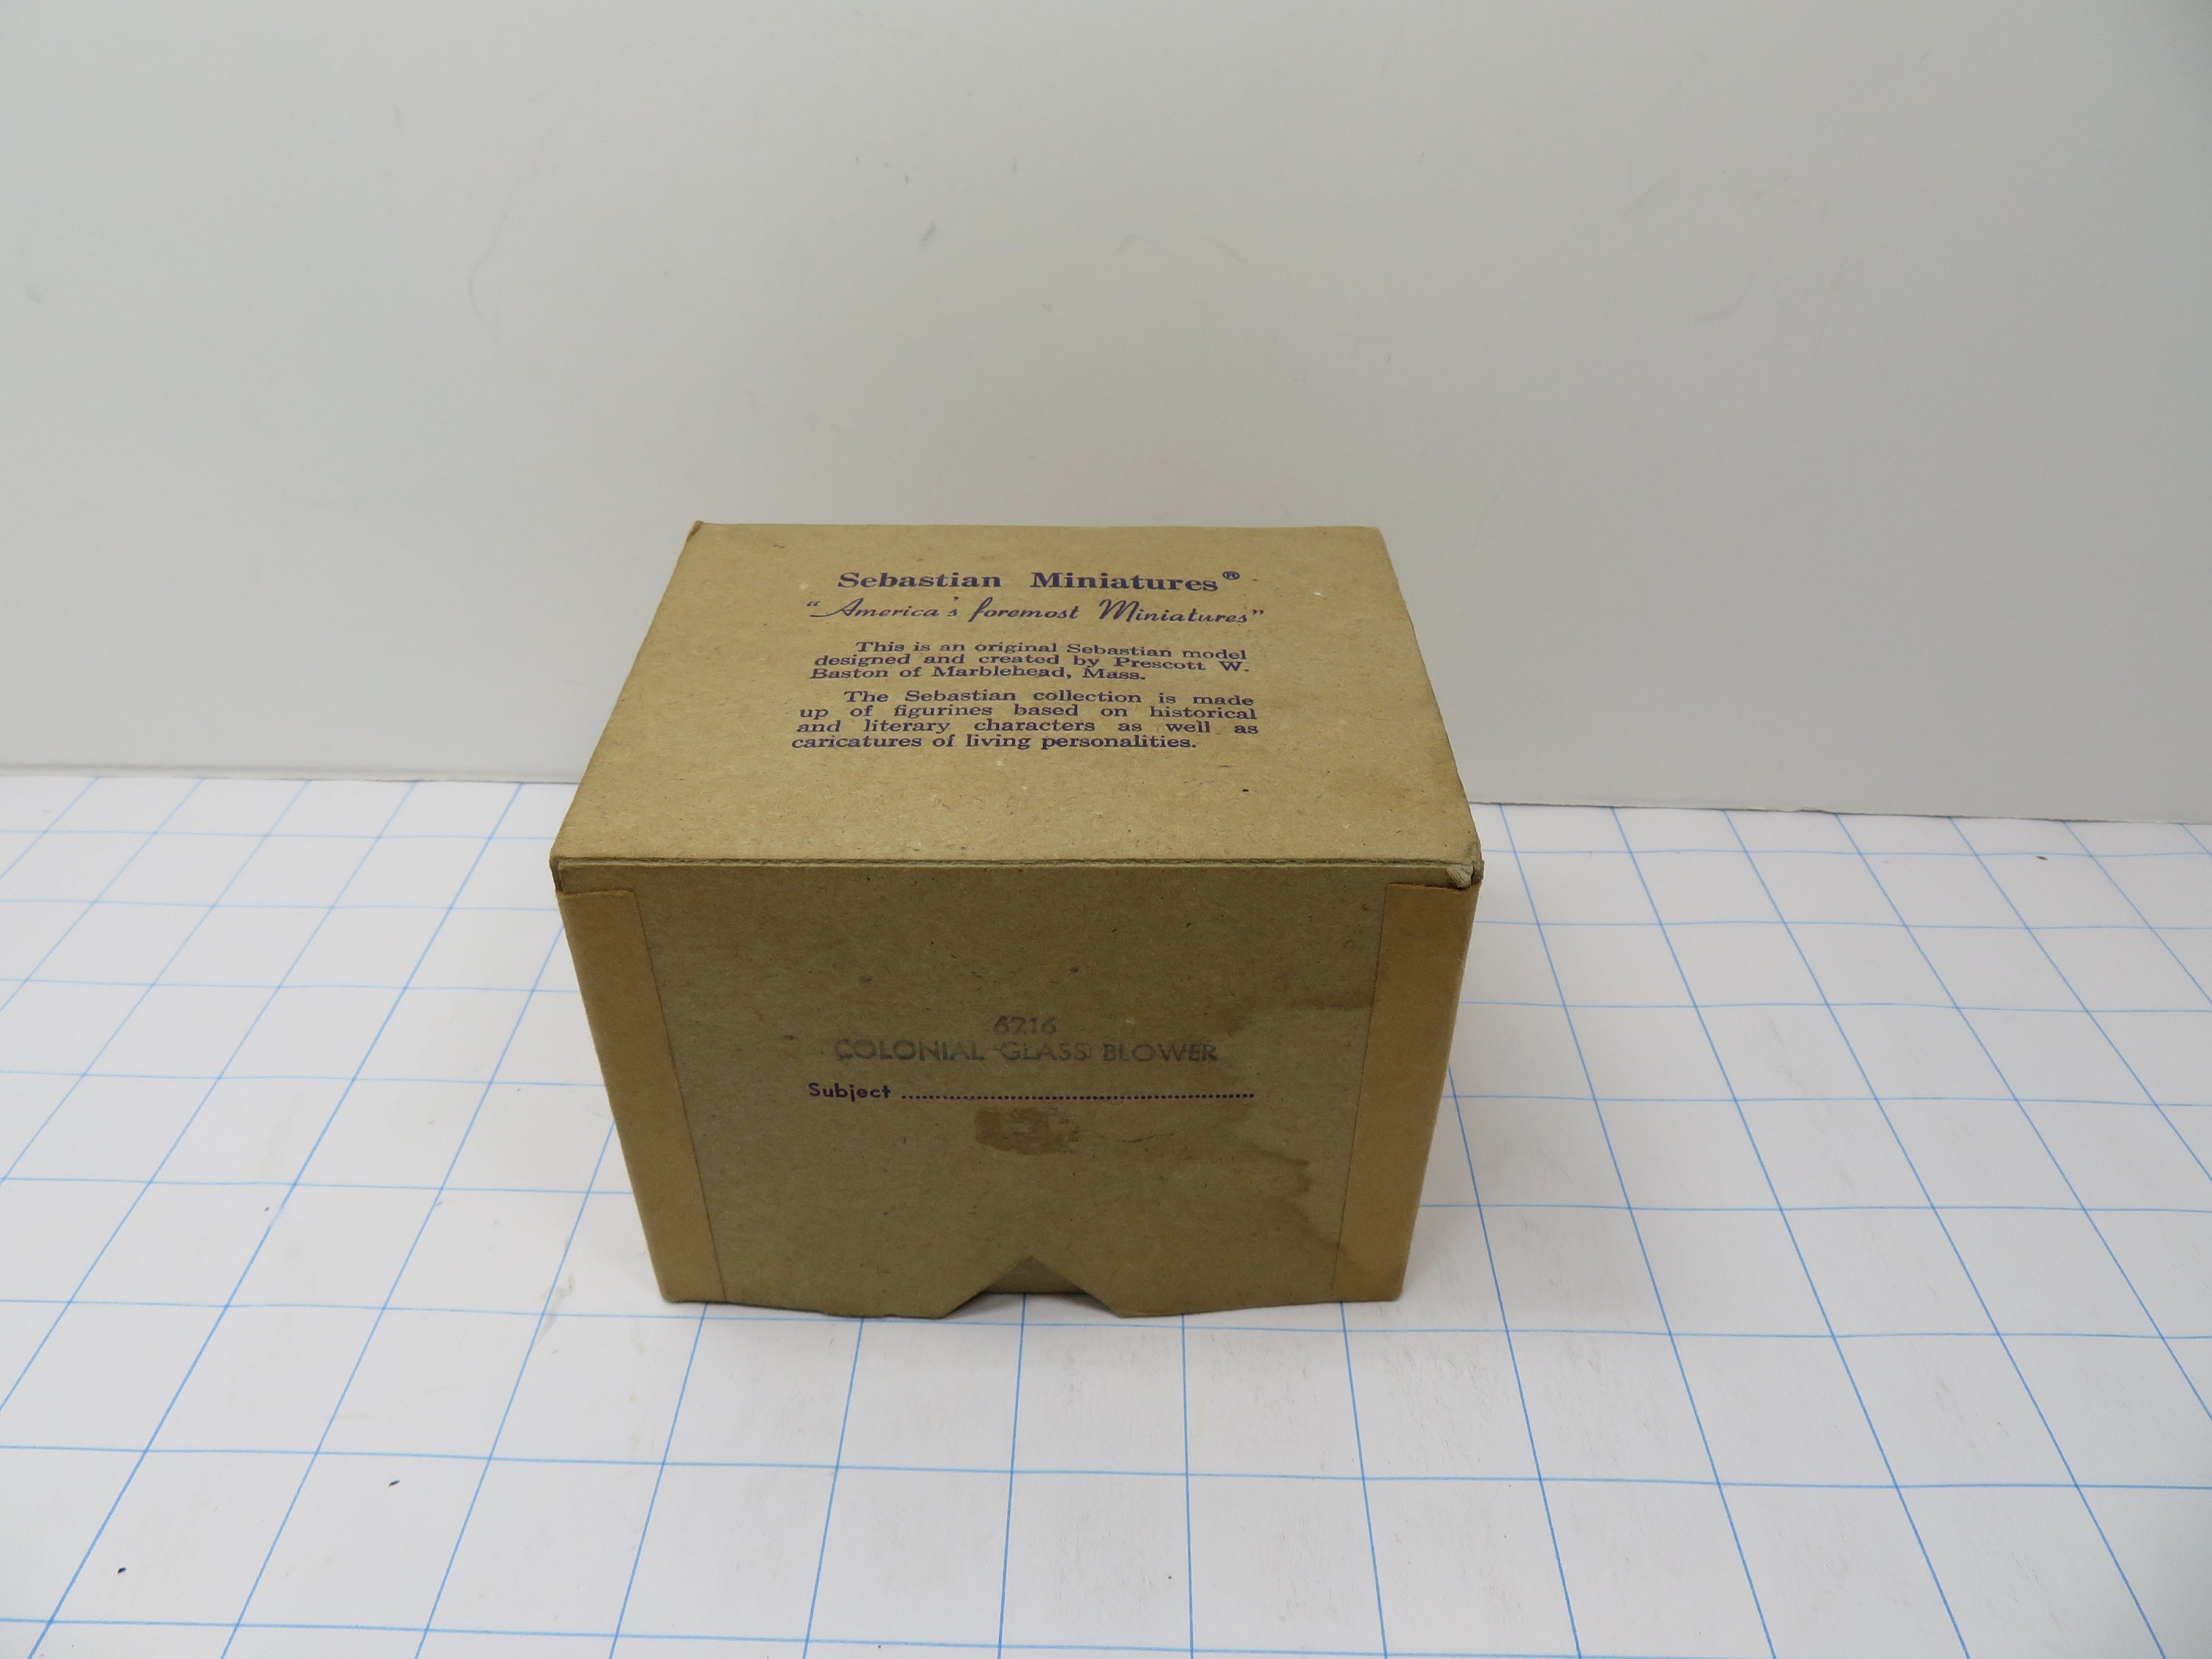 Sebastian Miniatures®
"America's foremost Miniatures"
This is an original Sebastian model
designed and created by Prescott W.
Baston of Marblehead, Mass.
The Sebastian collection is made
up of figurines based on historical
and literary characters as well as
caricatures of living personalities.
6216
COLONIAL GLASS BLOWER
Subject ..........................................................